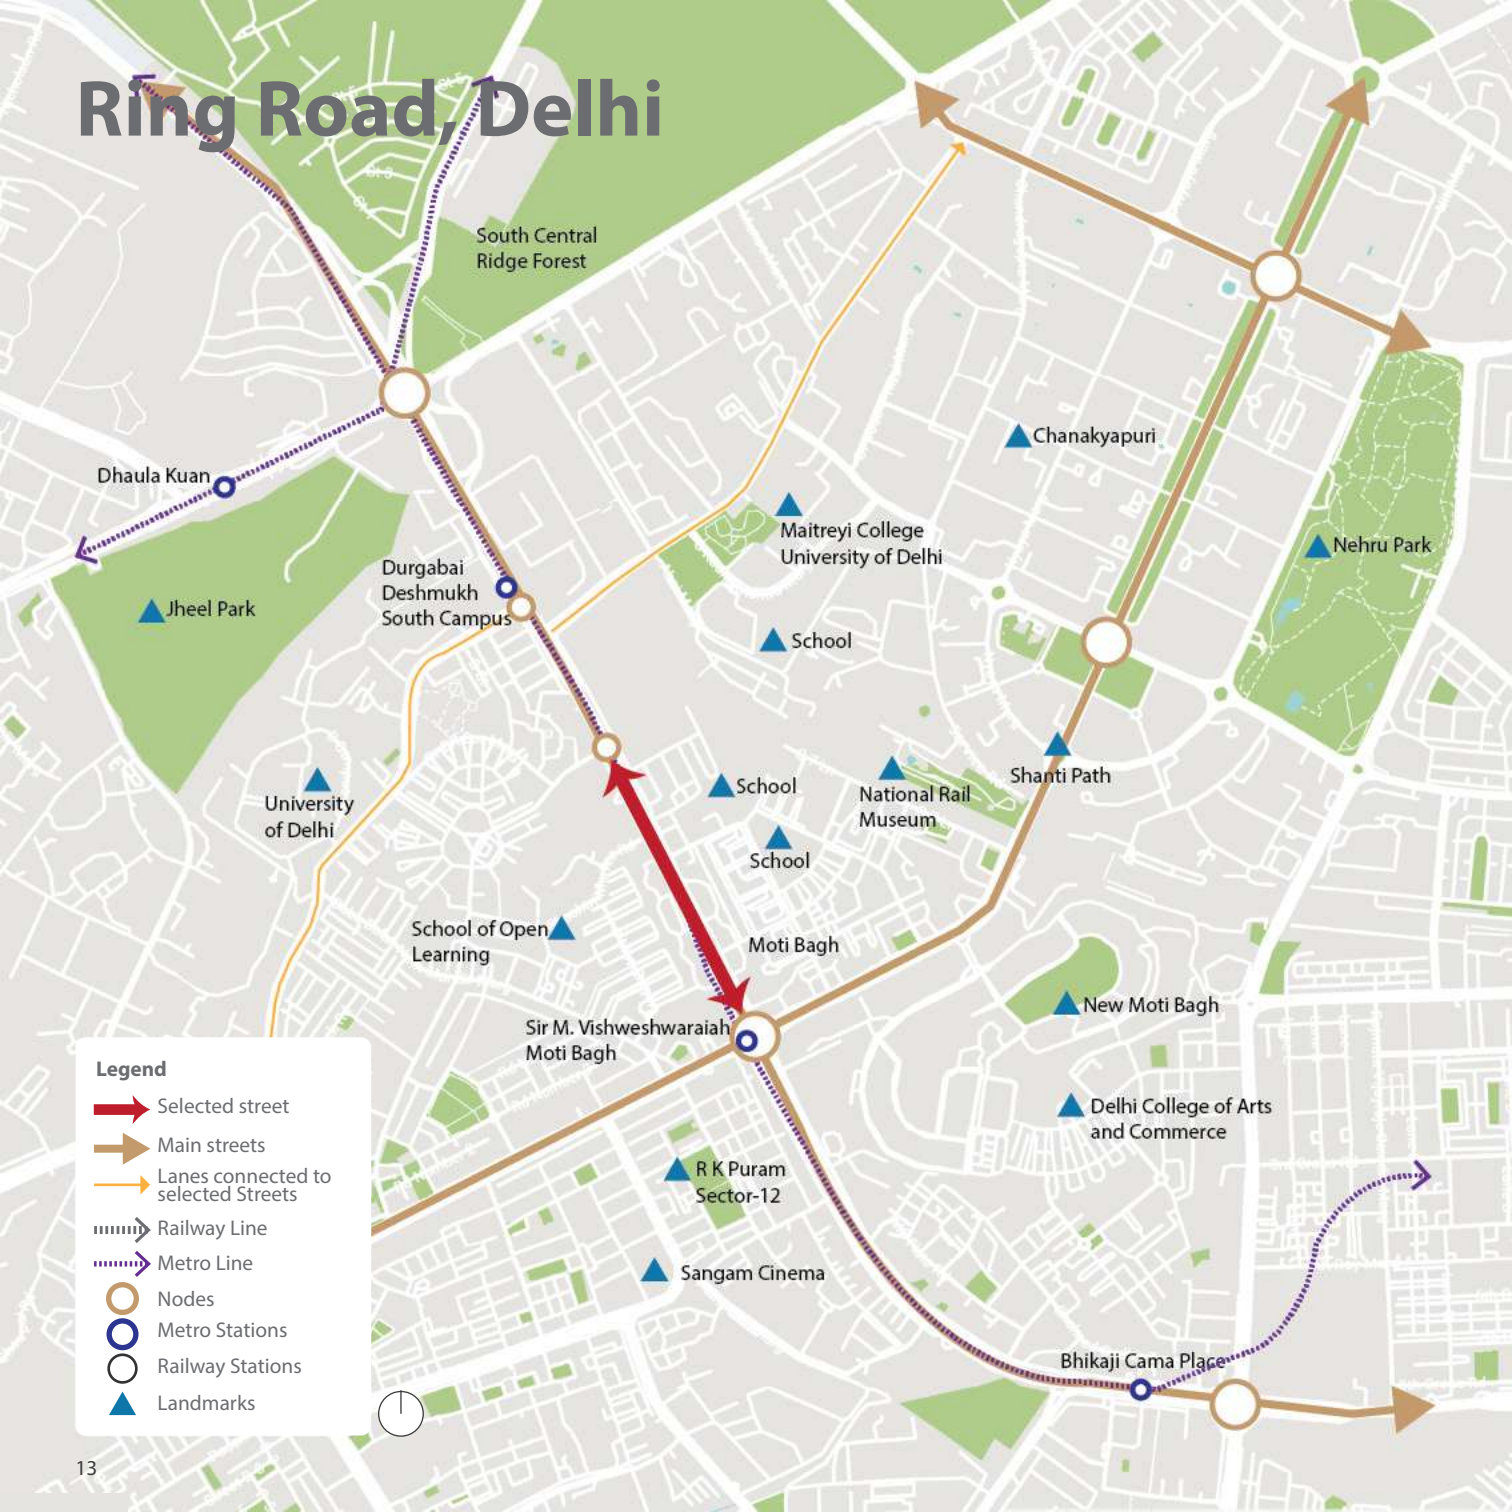 Ring Road, Delhi
St 5
St 3
South Central
Ridge Forest
Chanakyapuri
Dhaula Kuan
Maitreyi College
University of Delhi
Nehru Park
Durgabai
Deshmukh
South Campus
Jheel Park
School
Shanti Path
School
National Rail
Museum
University
of Delhi
School
School of Open
Learning
Moti Bagh
New Moti Bagh
Sir M. Vishweshwaraiah
Moti Bagh
Delhi College of Arts
and Commerce
R K Puram
Sector-12
Sangam Cinema
Bhikaji Cama Place
Legend
Selected street
Main streets
Lanes connected to
selected Streets
Railway Line
Metro Line
Nodes
Metro Stations
Railway Stations
Landmarks
13